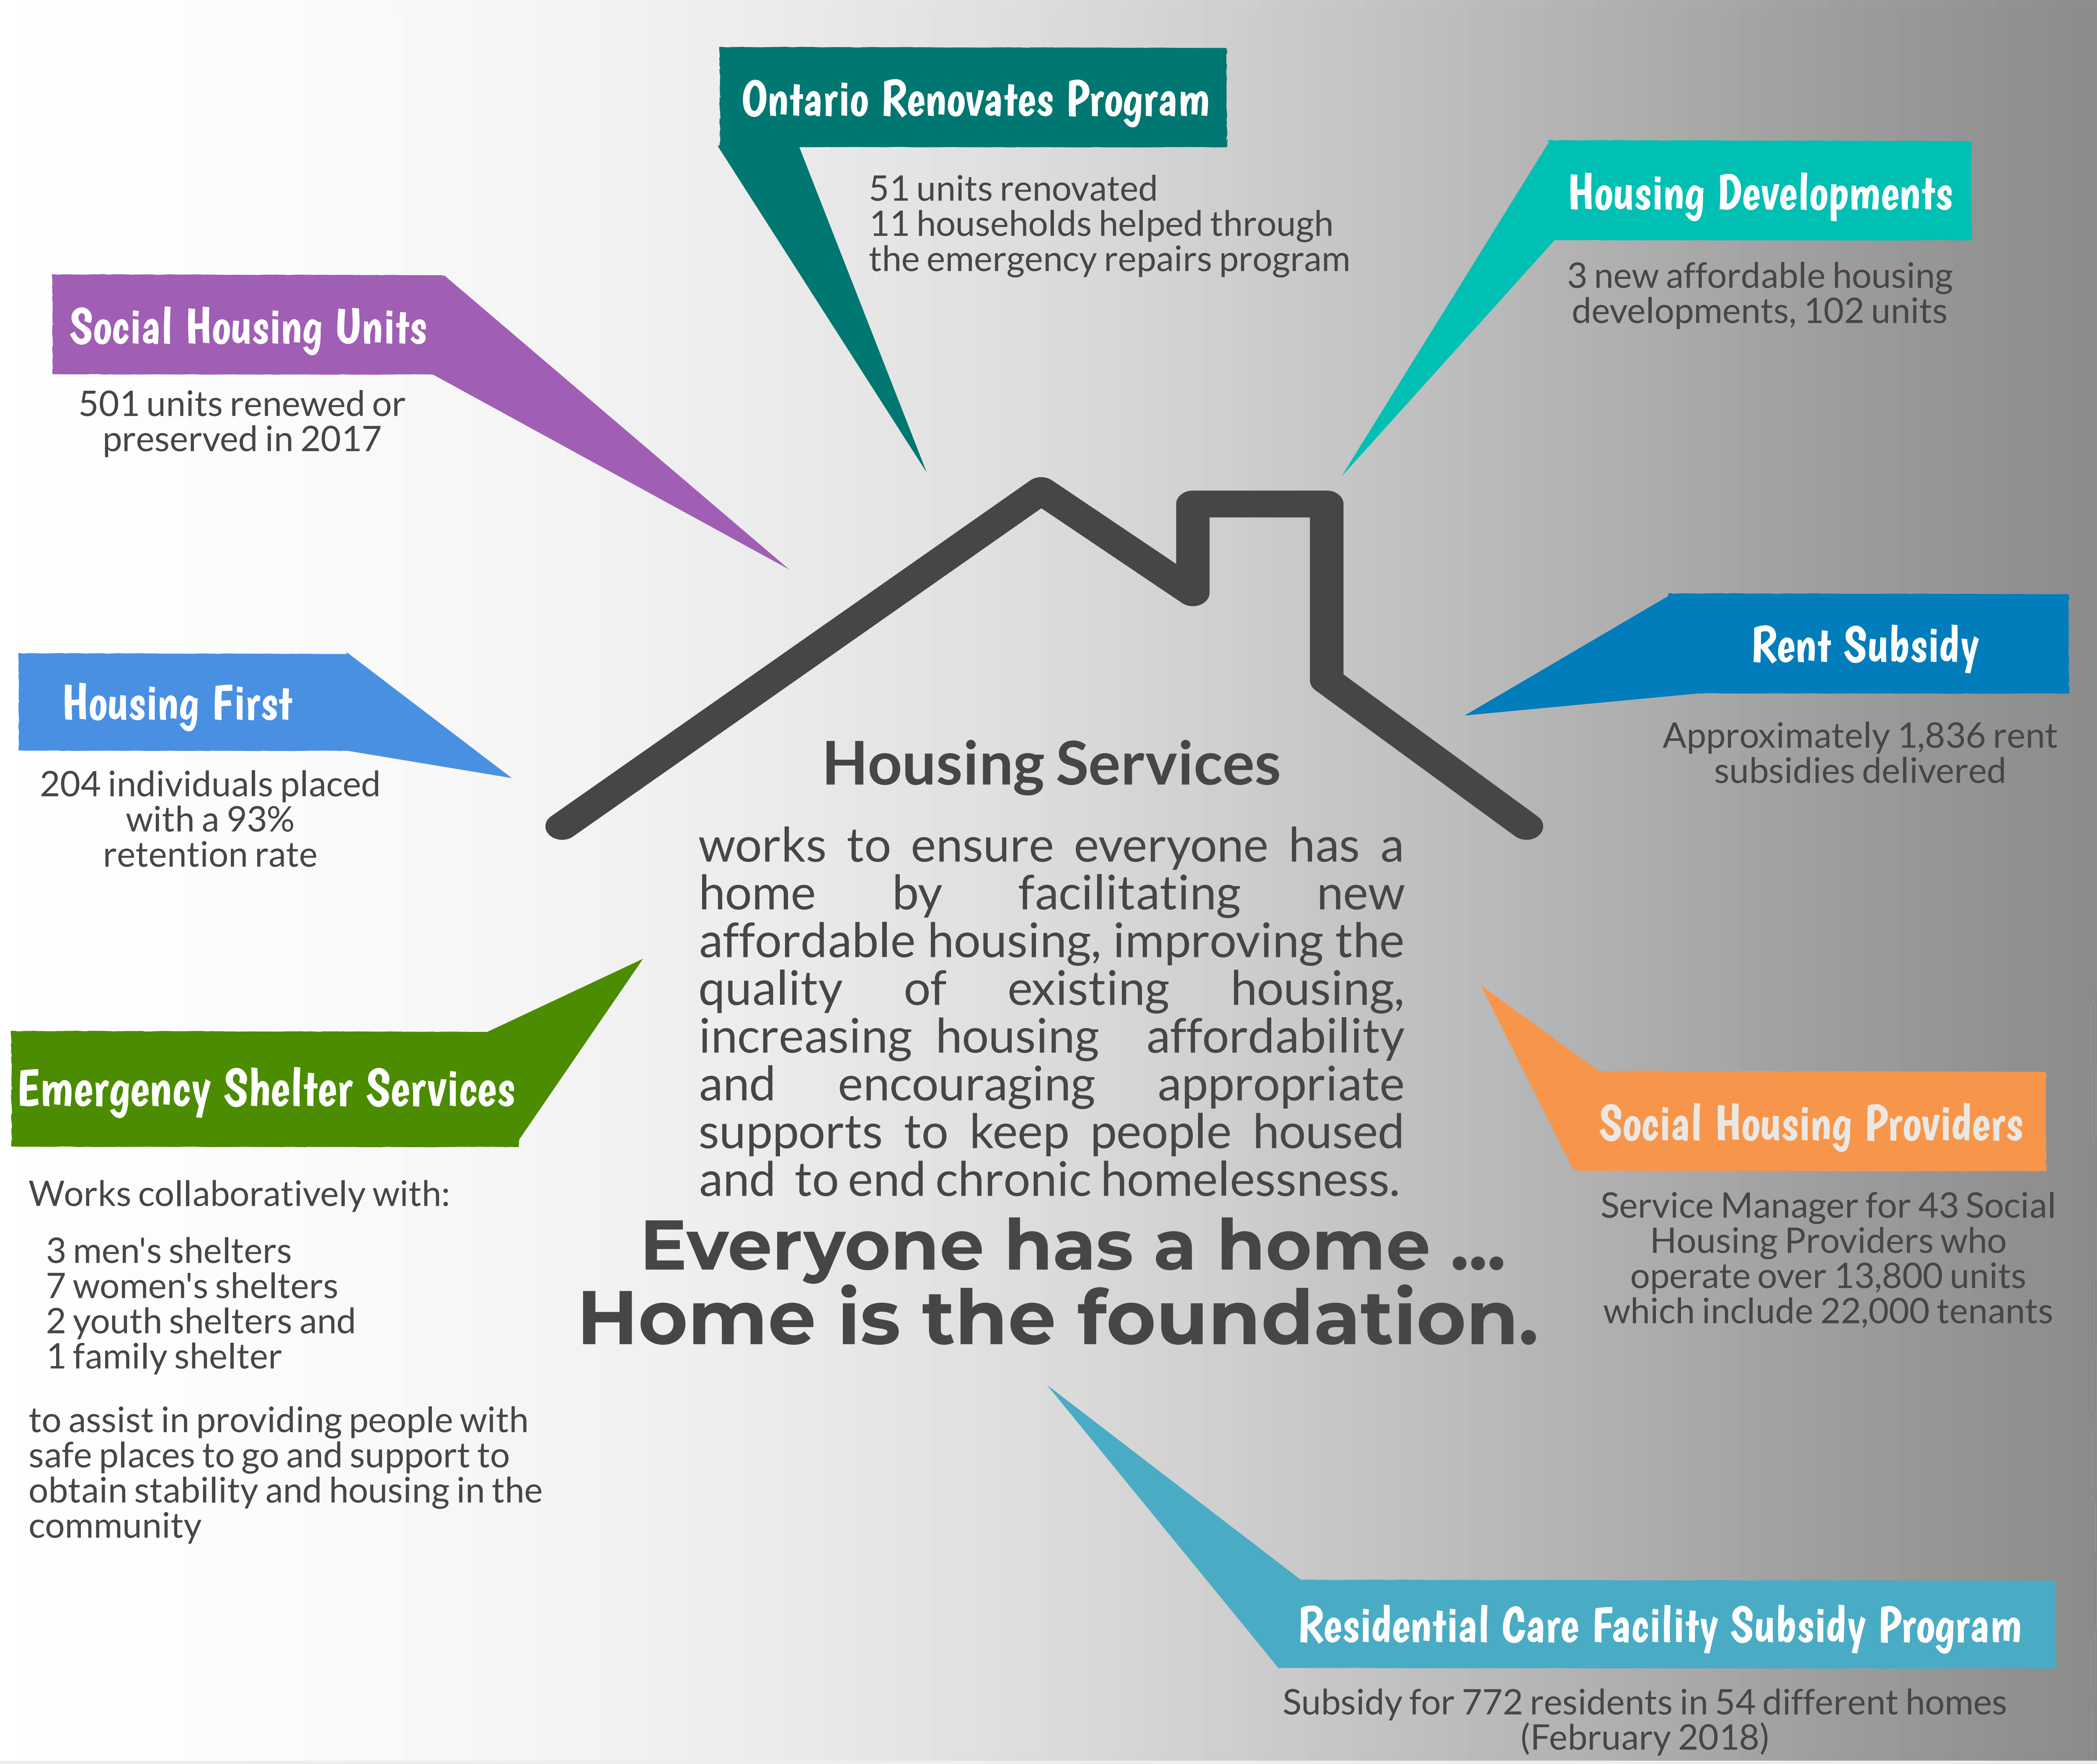 Ontario Renovates Program
51 units renovated
11 households helped through
the emergency repairs program
Housing Developments
3 new affordable housing
developments, 102 units
Social Housing Units
501 units renewed or
preserved in 2017
Rent Subsidy
Approximately 1,836 rent
subsidies delivered
Housing First
204 individuals placed
with a 93%
retention rate
Housing Services
works to ensure everyone has a
home by facilitating new
affordable housing, improving the
quality of existing housing,
increasing housing affordability
and encouraging appropriate
supports to keep people housed
and to end chronic homelessness.
Everyone has a home ...
Home is the foundation.
Emergency Shelter Services
Works collaboratively with:
3 men's shelters
7 women's shelters
2 youth shelters and
1 family shelter
to assist in providing people with
safe places to go and support to
obtain stability and housing in the
community
Social Housing Providers
Service Manager for 43 Social
Housing Providers who
operate over 13,800 units
which include 22,000 tenants
Residential Care Facility Subsidy Program
Subsidy for 772 residents in 54 different homes
(February 2018)